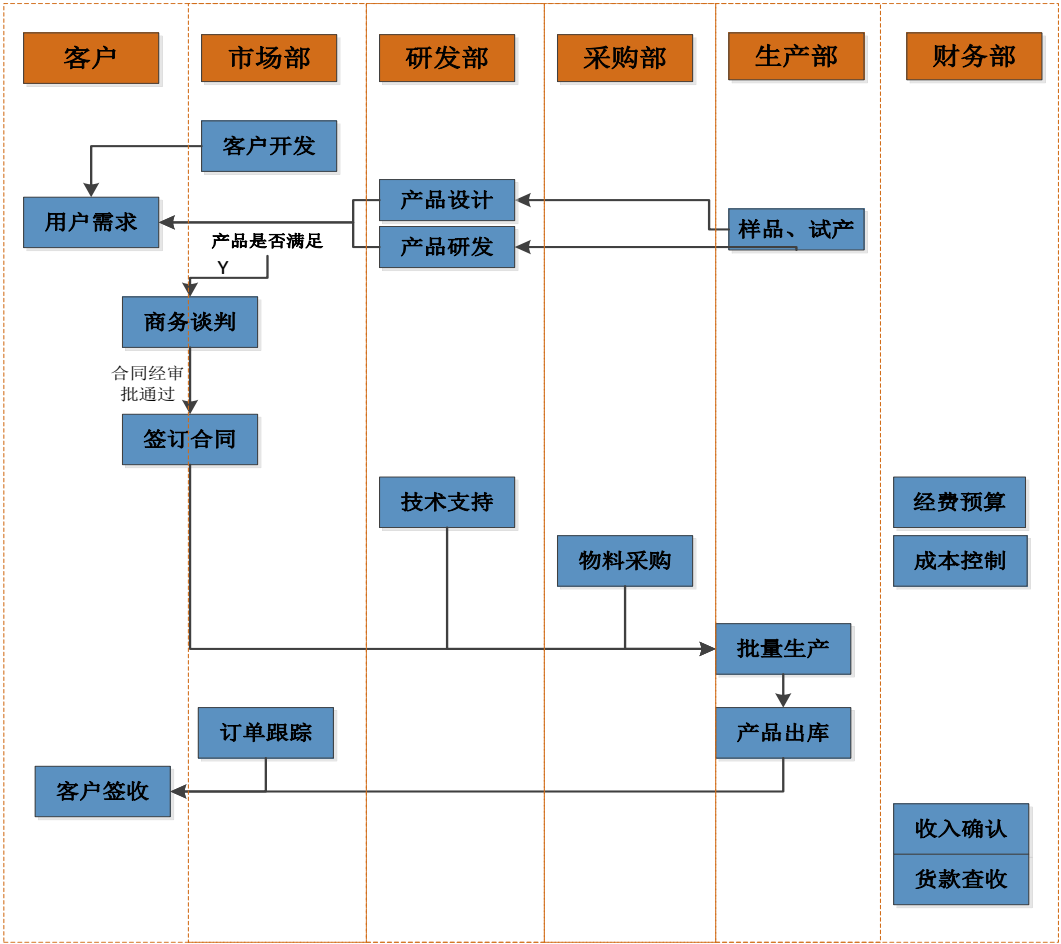 客户
市场部
研发部
采购部
生产部
财务部
客户开发
用户需求
产品设计
产品研发
样品、试产
产品是否满足
Y
商务谈判
合同经审
批通过
签订合同
技术支持
经费预算
物料采购
成本控制
批量生产
订单跟踪
产品出库
客户签收
收入确认
货款查收